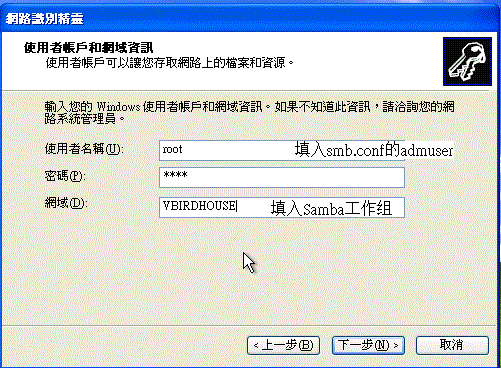 網路識別精靈
使用者帳戶和網域資訊
使用者帳戶可以讓您存取網路上的檔案和資源。
輸入您的 Windows 使用者帳戶和網域資訊。如果不知道此資訊，請洽詢您的網
路系統管理員。
使用者名稱(U): root 填入smb.conf的admuser
密碼(P): ****
網域(D): VBIRDHOUSE 填入Samba工作组
< 上一步(B) 下一步(N) > 取消